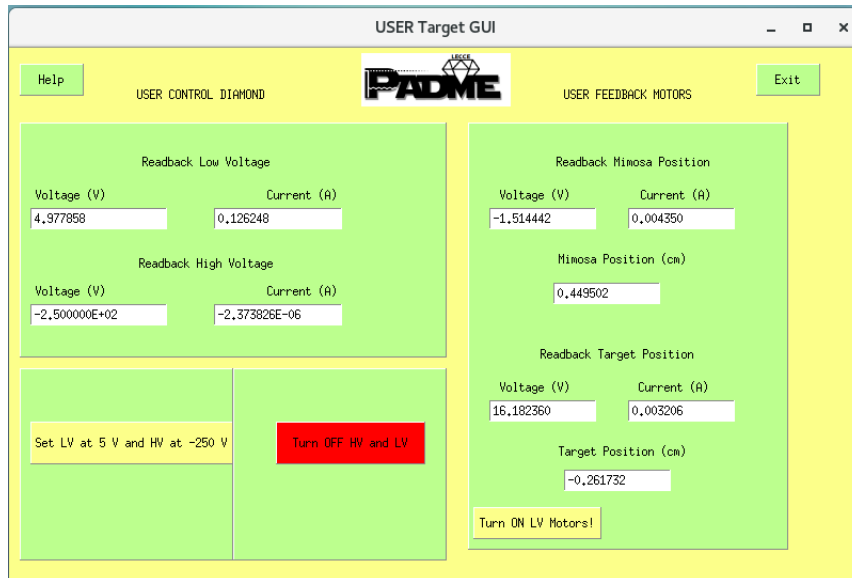 USER Target GUI
Help
USER CONTROL DIAMOND
LECCE
PADME
USER FEEDBACK MOTORS
Exit
Readback Low Voltage
Voltage (V) Current (A)
4.977858 0.126248
Readback High Voltage
Voltage (V) Current (A)
-2.500000E+02 -2.373826E-06
Set LV at 5 V and HV at -250 V
Turn OFF HV and LV
Readback Mimosa Position
Voltage (V) Current (A)
-1.514442 0.004350
Mimosa Position (cm)
0.449502
Readback Target Position
Voltage (V) Current (A)
16.182360 0.003206
Target Position (cm)
-0.261732
Turn ON LV Motors!